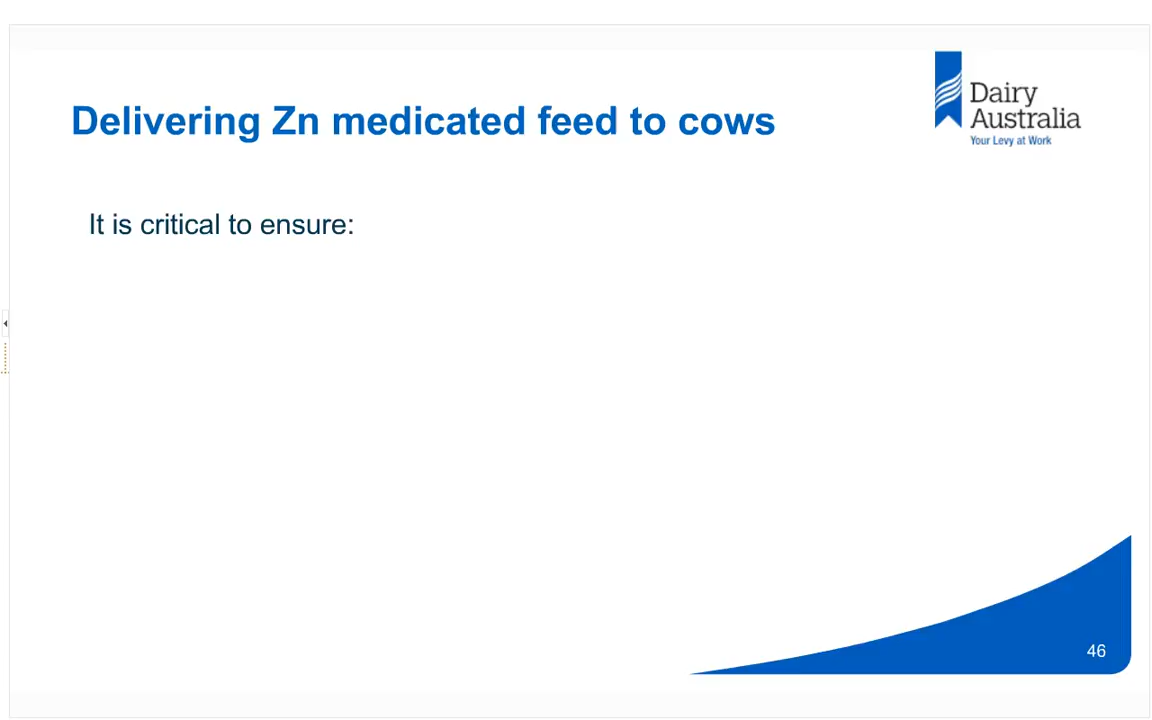 Delivering Zn medicated feed to cows
Dairy
Australia
Your Levy at Work
It is critical to ensure:
46